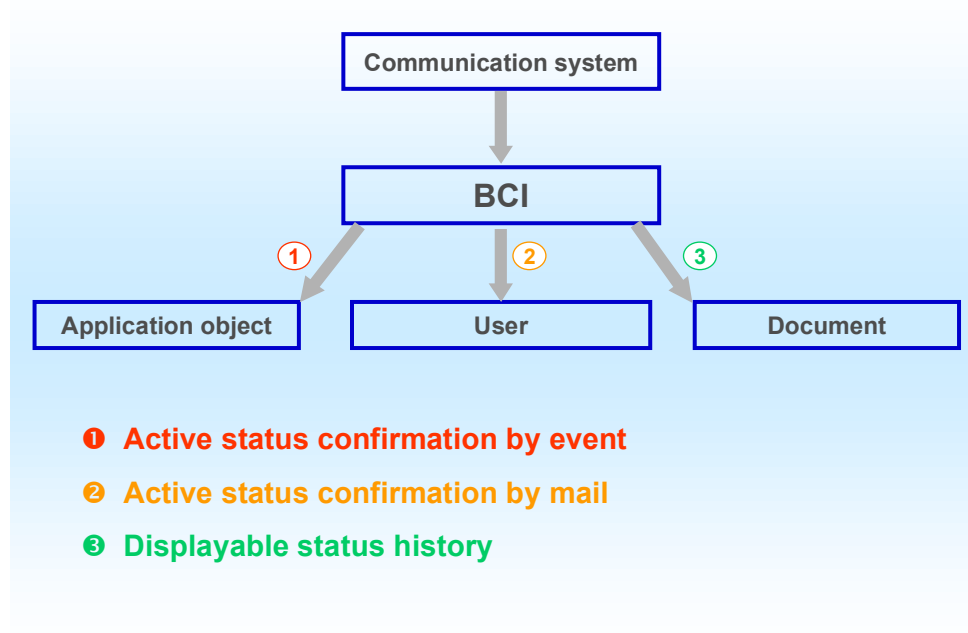 Communication system
BCI
1
2
3
Application object
User
Document
❶ Active status confirmation by event
❷ Active status confirmation by mail
❸ Displayable status history